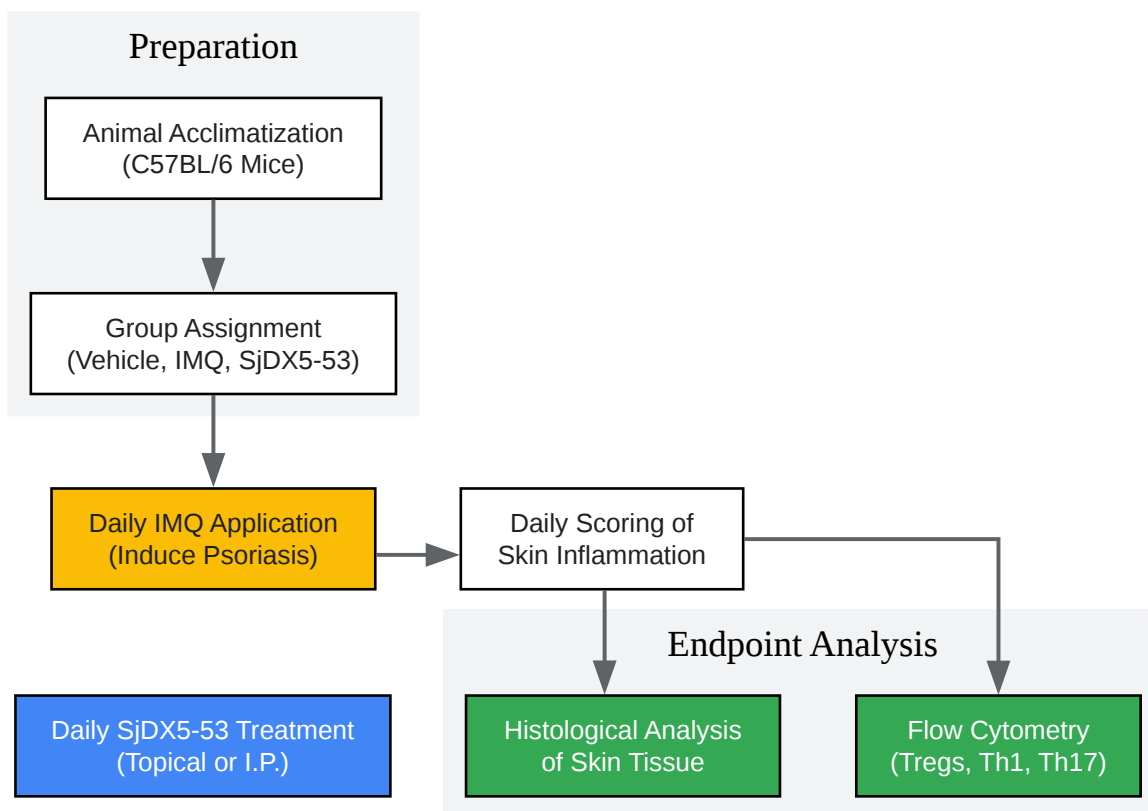 Preparation
Animal Acclimatization
(C57BL/6 Mice)
Group Assignment
(Vehicle, IMQ, SjDX5-53)
Daily IMQ Application
(Induce Psoriasis)
Daily Scoring of
Skin Inflammation
Endpoint Analysis
Daily SjDX5-53 Treatment
(Topical or I.P.)
Histological Analysis
of Skin Tissue
Flow Cytometry
(Tregs, Th1, Th17)